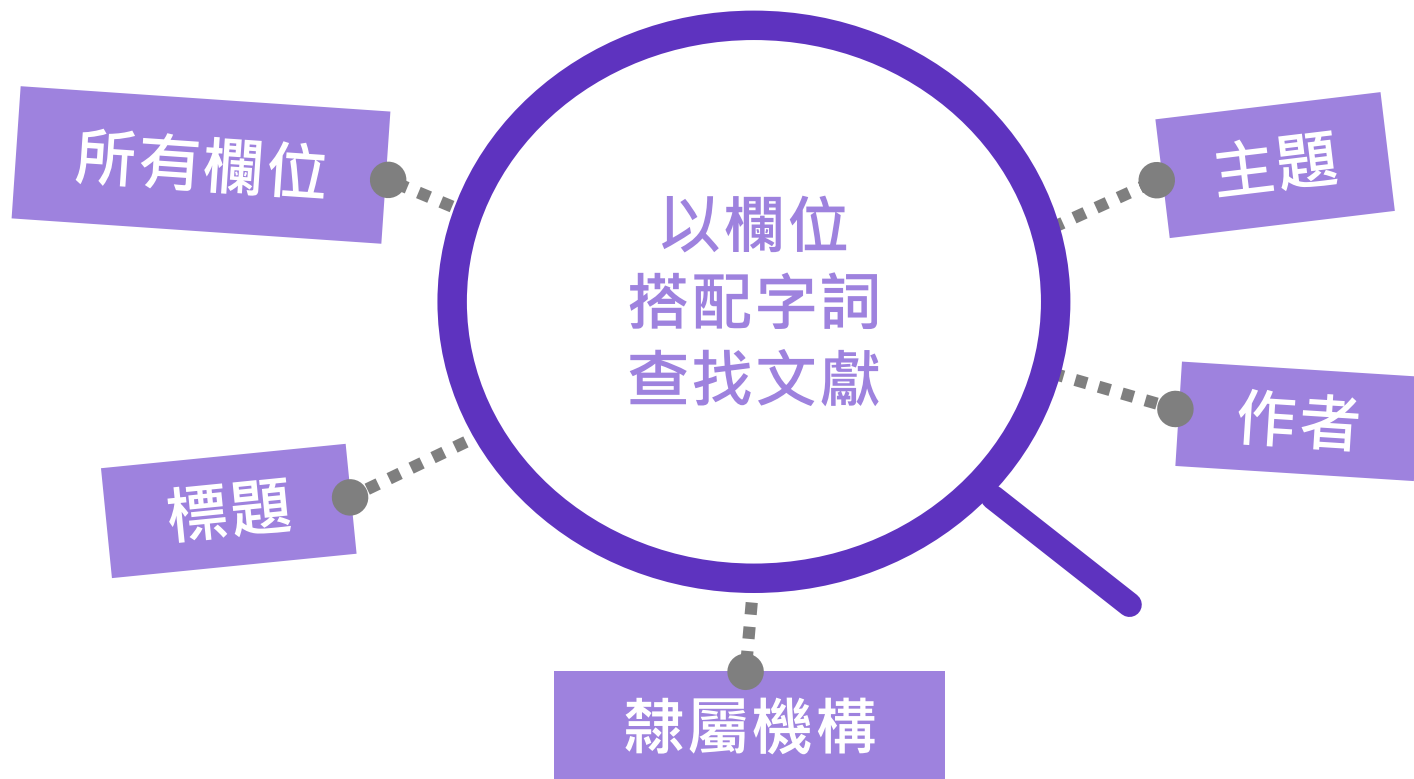 所有欄位
主題
以欄位
搭配字詞
查找文獻
作者
標題
隸屬機構